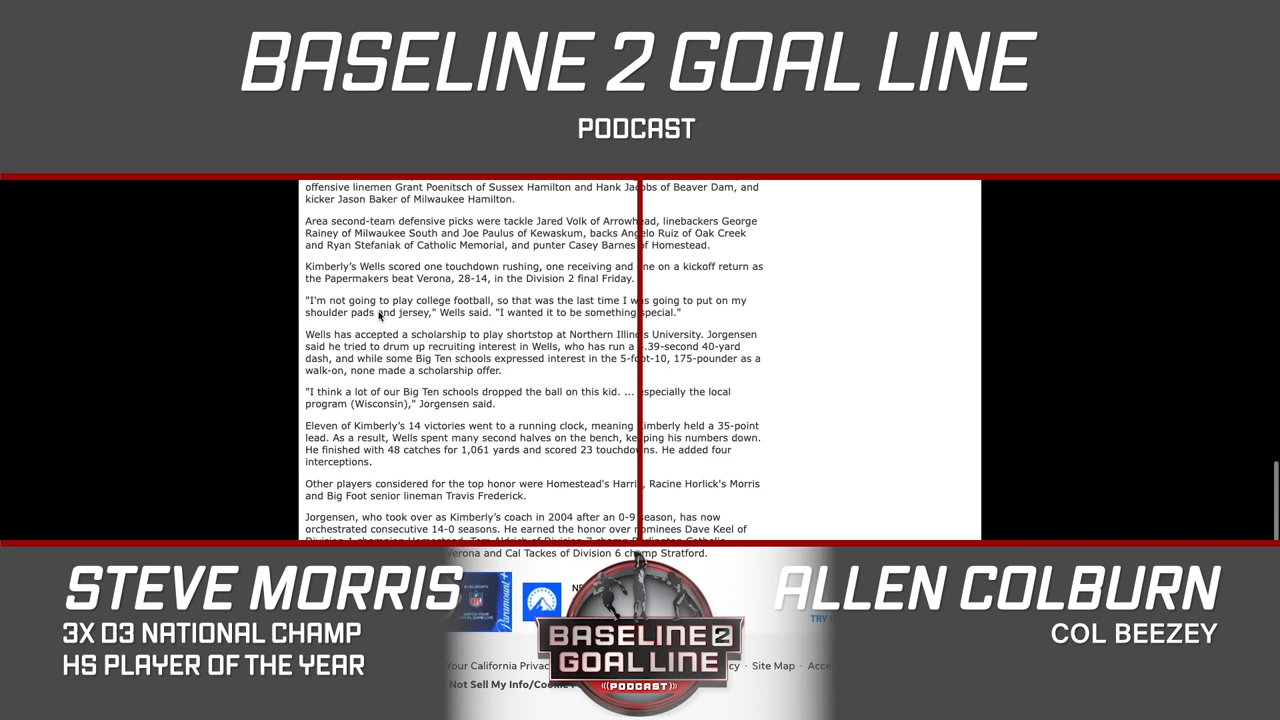 BASELINE 2 GOAL LINE
PODCAST
offensive linemen Grant Poenitsch of Sussex Hamilton and Hank Jacobs of Beaver Dam, and
kicker Jason Baker of Milwaukee Hamilton.
Area second-team defensive picks were tackle Jared Volk of Arrowhead, linebackers George
Rainey of Milwaukee South and Joe Paulus of Kewaskum, backs Angelo Ruiz of Oak Creek
and Ryan Stefaniak of Catholic Memorial, and punter Casey Barnes of Homestead.
Kimberly's Wells scored one touchdown rushing, one receiving and one on a kickoff return as
the Papermakers beat Verona, 28-14, in the Division 2 final Friday.
"I'm not going to play college football, so that was the last time I was going to put on my
shoulder pads and jersey," Wells said. "I wanted it to be something special."
Wells has accepted a scholarship to play shortstop at Northern Illinois University. Jorgensen
said he tried to drum up recruiting interest in Wells, who has run a 4.39-second 40-yard
dash, and while some Big Ten schools expressed interest in the 5-foot-10, 175-pounder as a
walk-on, none made a scholarship offer.
"I think a lot of our Big Ten schools dropped the ball on this kid. ... especially the local
program (Wisconsin)," Jorgensen said.
Eleven of Kimberly's 14 victories went to a running clock, meaning Kimberly held a 35-point
lead. As a result, Wells spent many second halves on the bench, keeping his numbers down.
He finished with 48 catches for 1,061 yards and scored 23 touchdowns. He added four
interceptions.
Other players considered for the top honor were Homestead's Harris, Racine Horlick's Morris
and Big Foot senior lineman Travis Frederick.
Jorgensen, who took over as Kimberly's coach in 2004 after an 0-9 season, has now
orchestrated consecutive 14-0 seasons. He earned the honor over nominees Dave Keel of
Verona and Cal Tackes of Division 6 champ Stratford.
STEVE MORRIS
3X D3 NATIONAL CHAMP
HS PLAYER OF THE YEAR
NFL
Paramount+
TRY
Your California Privac
cy · Site Map · Acce
Not Sell My Info/Cookie
BASELINE 2
GOAL LINE
PODCAST
ALLEN COLBURN
COL BEEZEY